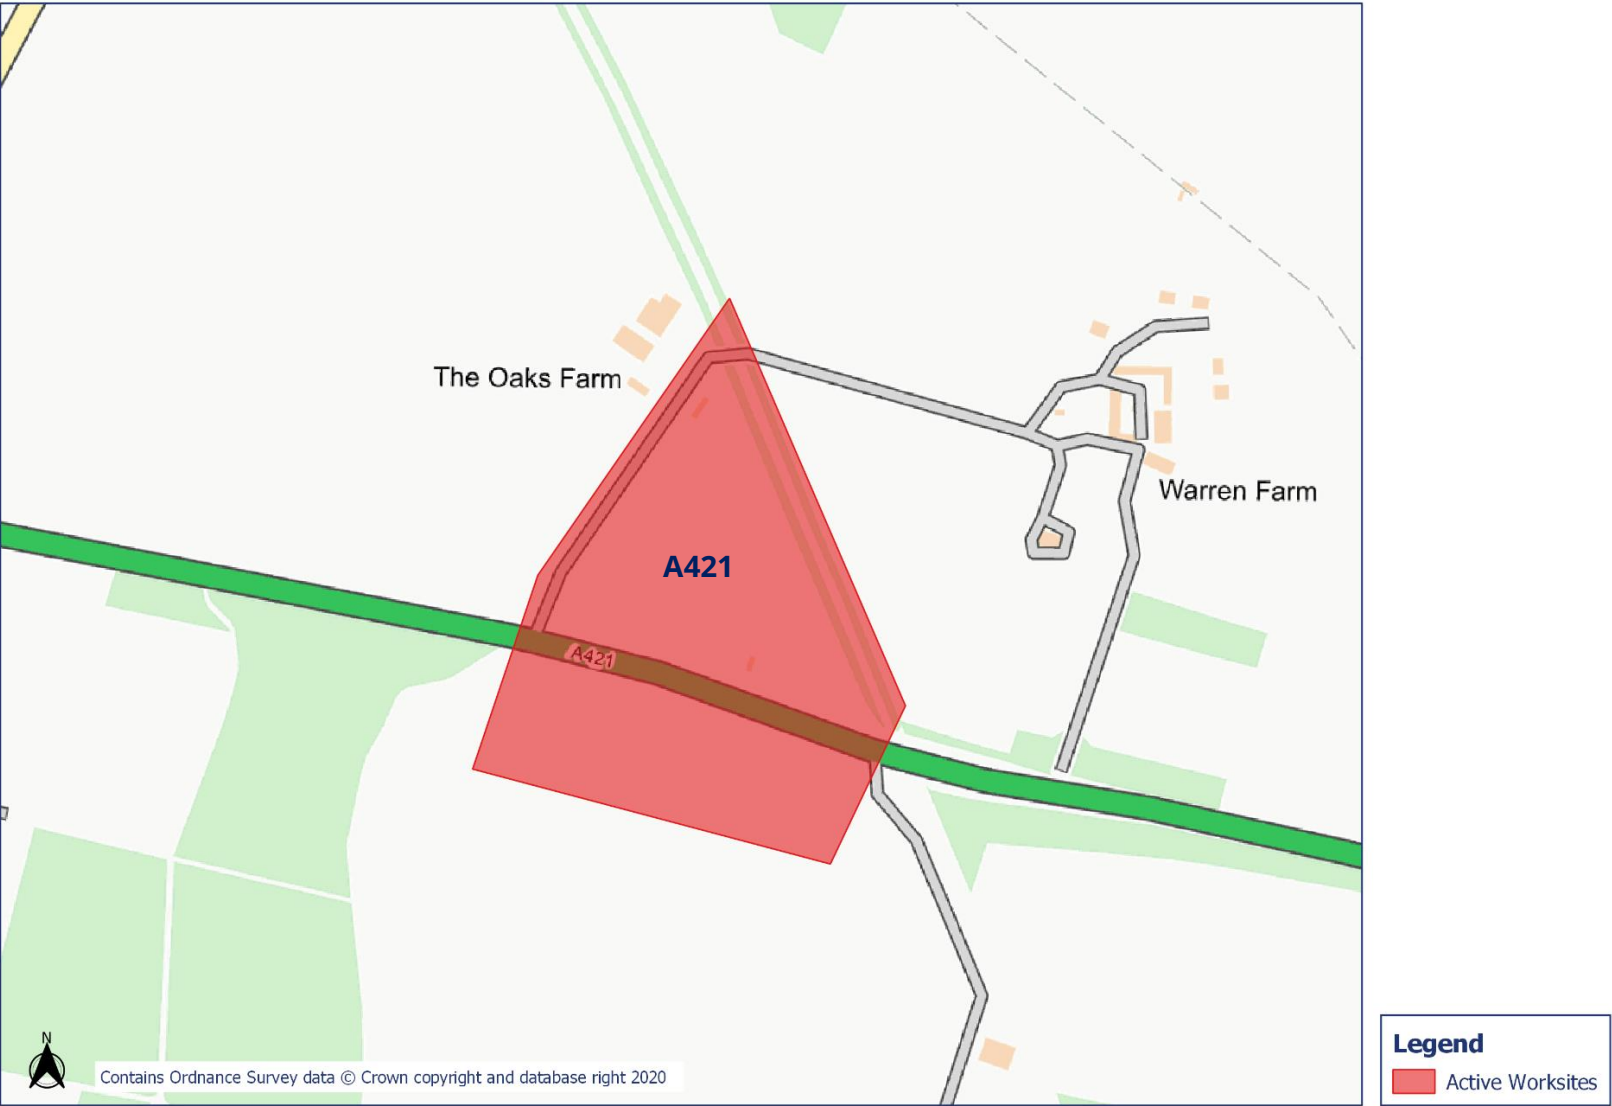 The Oaks Farm
Warren Farm
A421
A421
N
Contains Ordnance Survey data © Crown copyright and database right 2020
Legend
Active Worksites